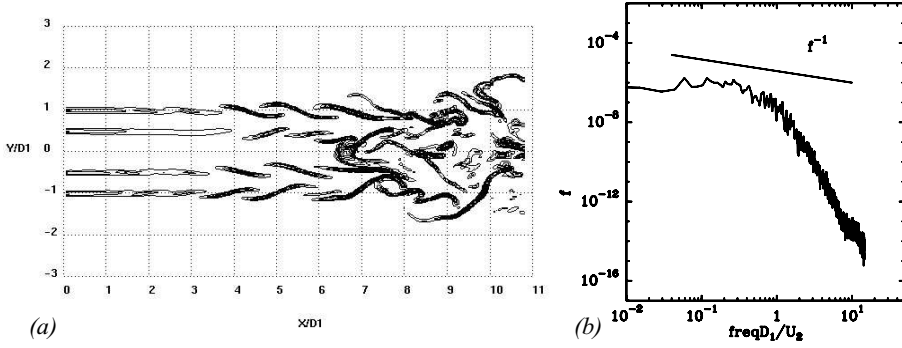 3
2
1
Y/D1
0
-1
-2
-3
0 1 2 3 4 5 6 7 8 9 10 11
X/D1
(a)
10^-4
10^-8
10^-12
10^-16
f
f^-1
10^-2 10^-1 1 10^1
freqD₁/U₂
(b)